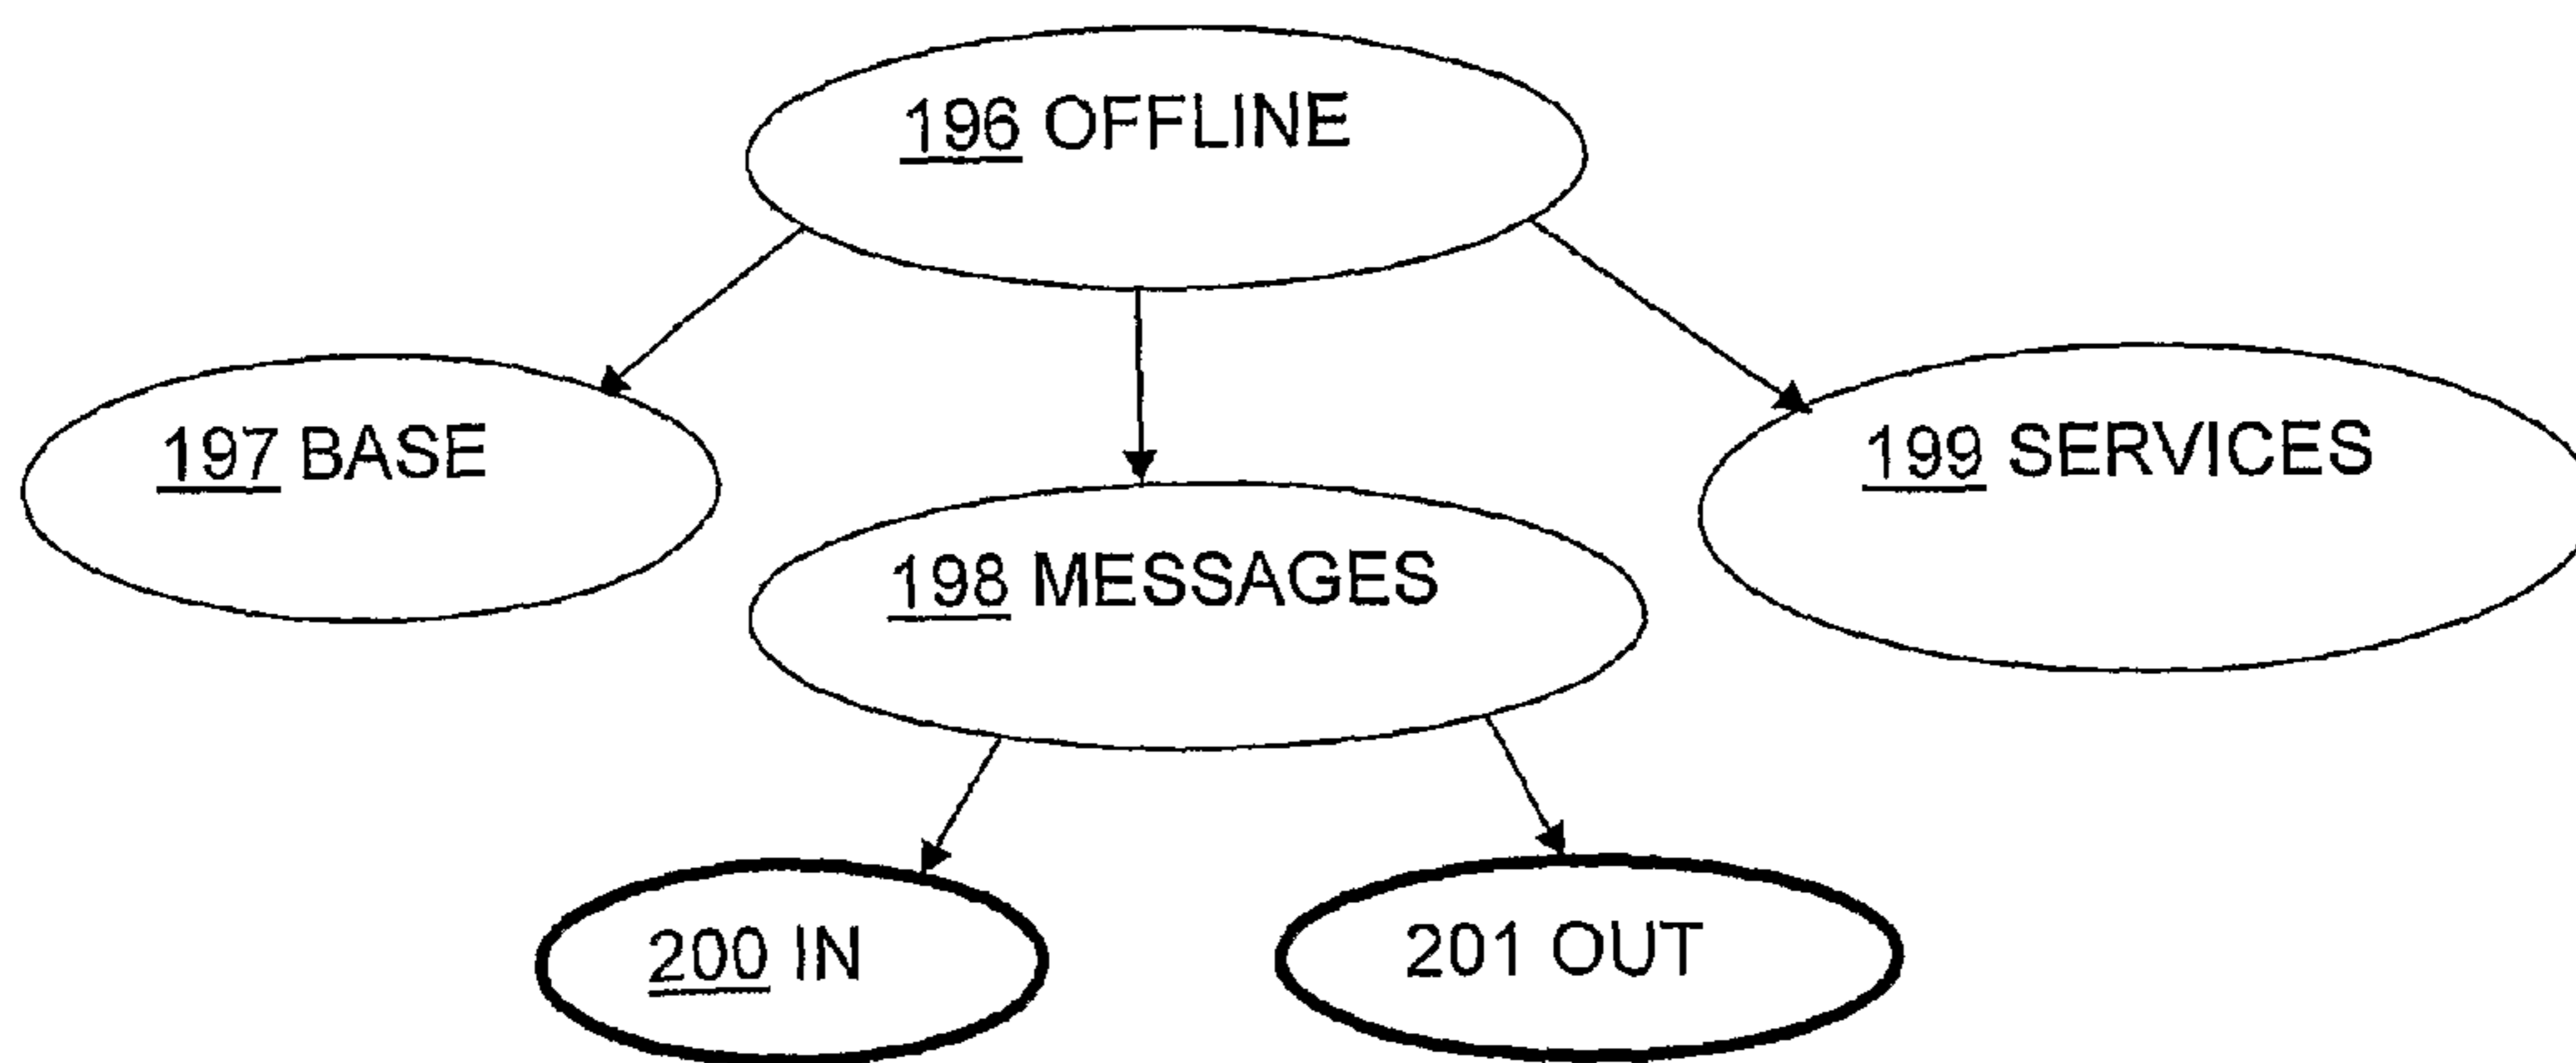 196 OFFLINE
197 BASE
199 SERVICES
198 MESSAGES
200 IN
201 OUT